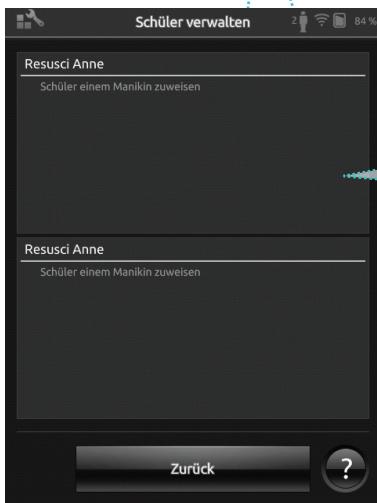 Schüler verwalten 2 84 %
Resusci Anne
Schüler einem Manikin zuweisen
Resusci Anne
Schüler einem Manikin zuweisen
Zurück ?